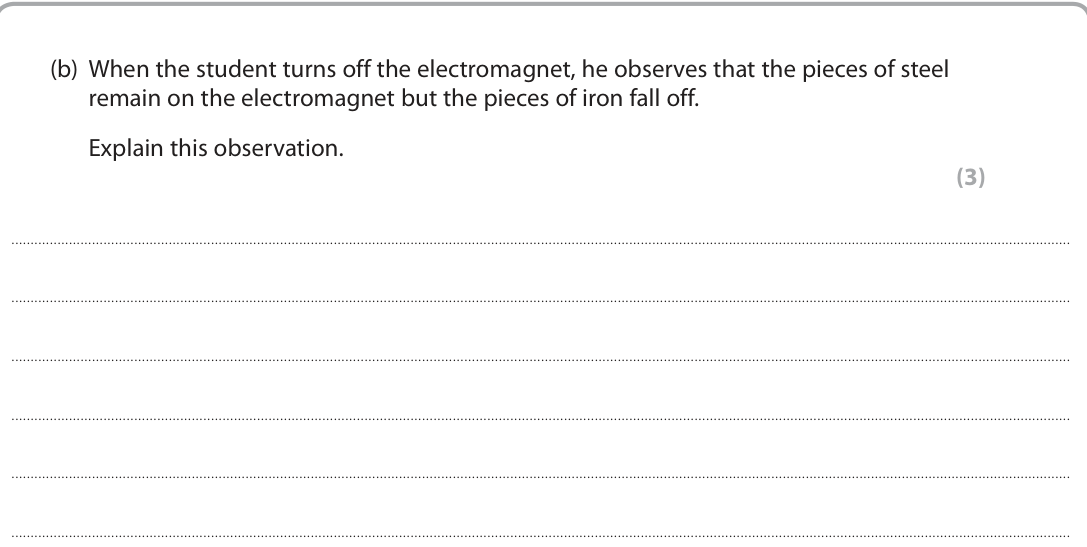 (b) When the student turns off the electromagnet, he observes that the pieces of steel
remain on the electromagnet but the pieces of iron fall off.
Explain this observation.
(3)